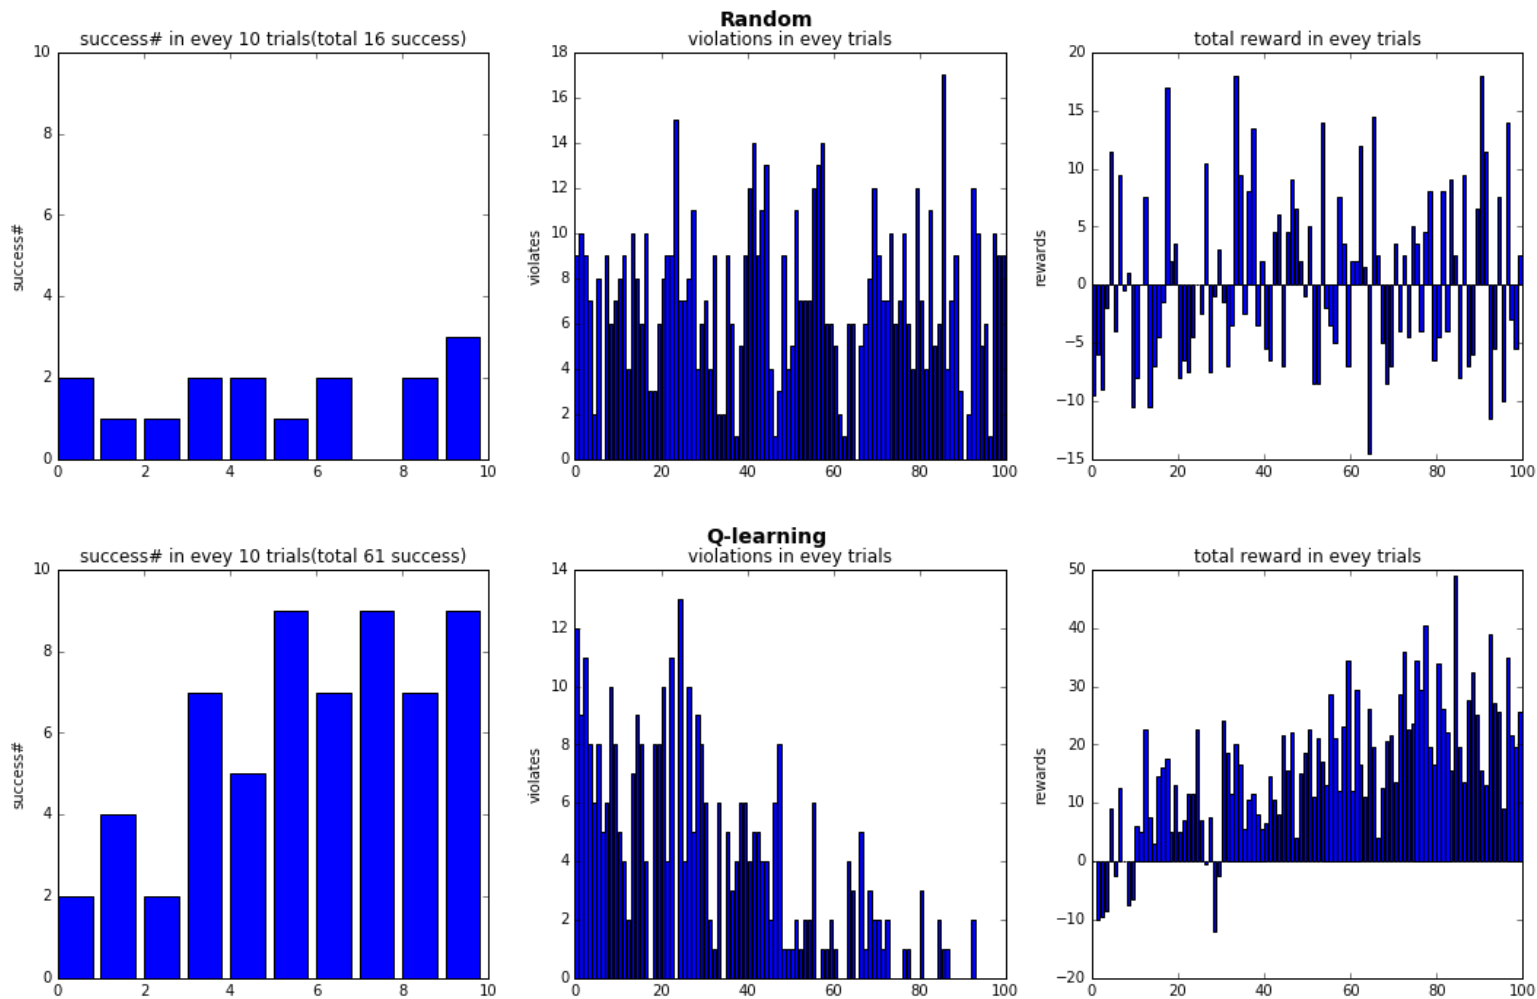 Random
success# in evey 10 trials(total 16 success)
violations in evey trials
total reward in evey trials
10
8
6
4
2
0
success#
0 2 4 6 8 10
18
16
14
12
10
8
6
4
2
0
violates
0 20 40 60 80 100
20
15
10
5
0
−5
−10
−15
rewards
0 20 40 60 80 100
Q-learning
success# in evey 10 trials(total 61 success)
violations in evey trials
total reward in evey trials
10
8
6
4
2
0
success#
0 2 4 6 8 10
14
12
10
8
6
4
2
0
violates
0 20 40 60 80 100
50
40
30
20
10
0
−10
−20
rewards
0 20 40 60 80 100